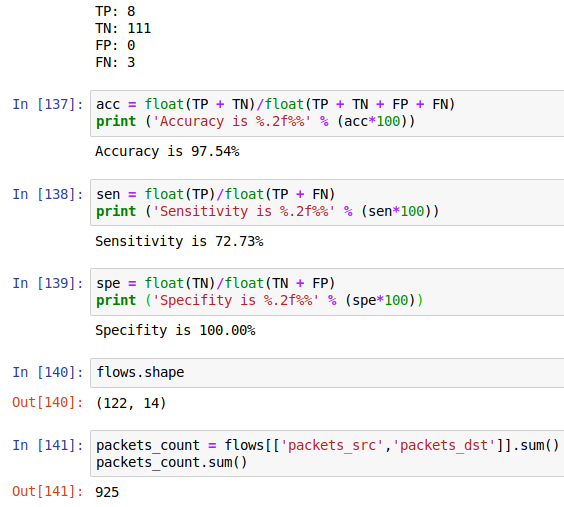 TP: 8
TN: 111
FP: 0
FN: 3
In [137]: acc = float(TP + TN)/float(TP + TN + FP + FN)
print ('Accuracy is %.2f%%' % (acc*100))
Accuracy is 97.54%
In [138]: sen = float(TP)/float(TP + FN)
print ('Sensitivity is %.2f%%' % (sen*100))
Sensitivity is 72.73%
In [139]: spe = float(TN)/float(TN + FP)
print ('Specifity is %.2f%%' % (spe*100))
Specifity is 100.00%
In [140]: flows.shape
Out[140]: (122, 14)
In [141]: packets_count = flows[['packets_src','packets_dst']].sum()
packets_count.sum()
Out[141]: 925